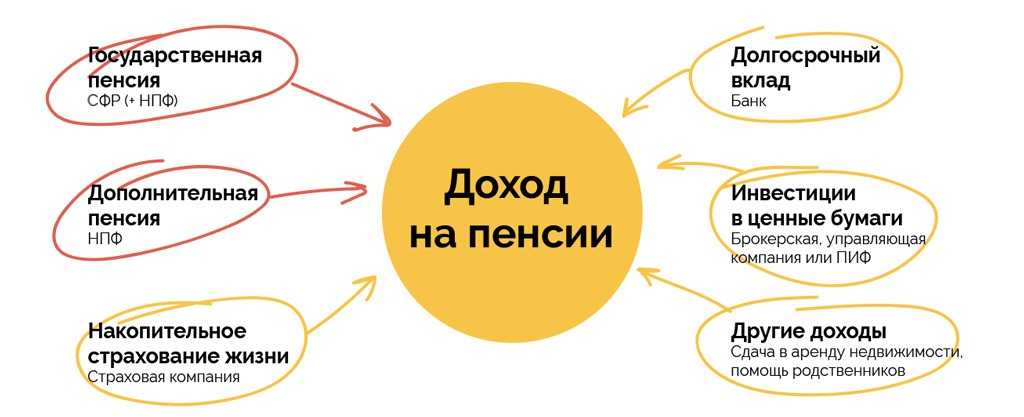 Государственная
пенсия
СФР (+ НПФ)
Дополнительная
пенсия
НПФ
Накопительное
страхование жизни
Страховая компания
Доход
на пенсии
Долгосрочный
вклад
Банк
Инвестиции
в ценные бумаги
Брокерская, управляющая
компания или ПИФ
Другие доходы
Сдача в аренду недвижимости,
помощь родственников